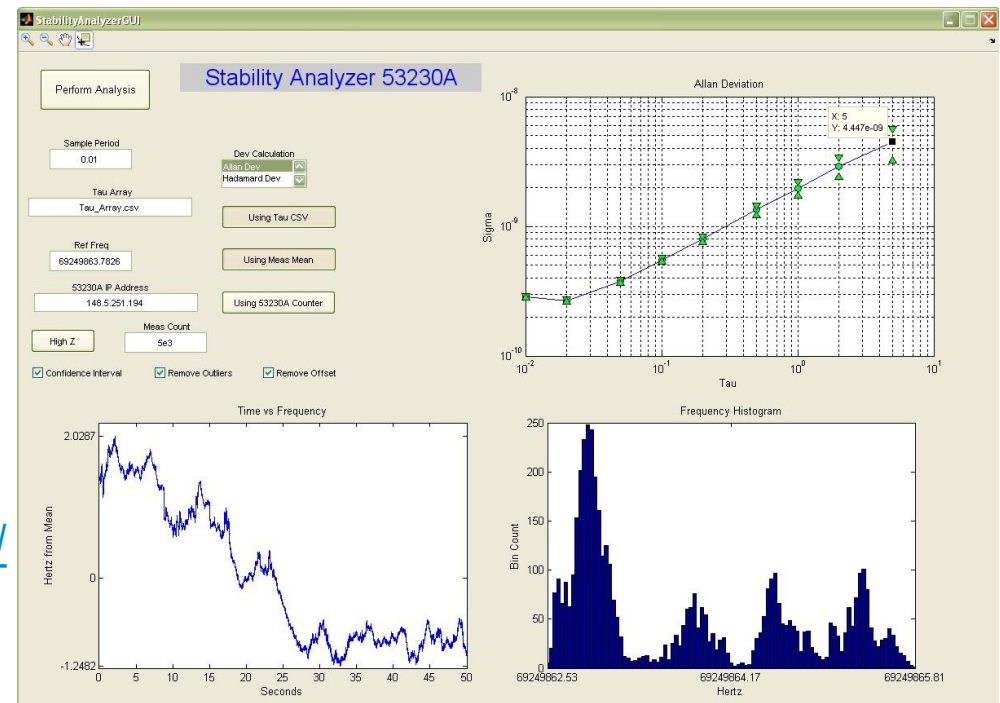 StabilityAnalyzerGUI
Perform Analysis
Stability Analyzer 53230A
Sample Period
0.01
Dev Calculation
Allan Dev
Hadamard Dev
Tau Array
Tau_Array.csv
Using Tau CSV
Ref Freq
69249863.7826
Using Meas Mean
53230A IP Address
148.5.251.194
Using 53230A Counter
High Z
Meas Count
5e3
Confidence Interval
Remove Outliers
Remove Offset
Allan Deviation
10^-8
X: 5
Y: 4.447e-09
10^-9
Sigma
10^-10
10^-2 10^-1 10^0 10^1
Tau
Time vs Frequency
2.0287
0
-1.2482
Hertz from Mean
0 5 10 15 20 25 30 35 40 45 50
Seconds
Frequency Histogram
250
200
150
100
50
0
Bin Count
69249862.53 69249864.17 69249865.81
Hertz